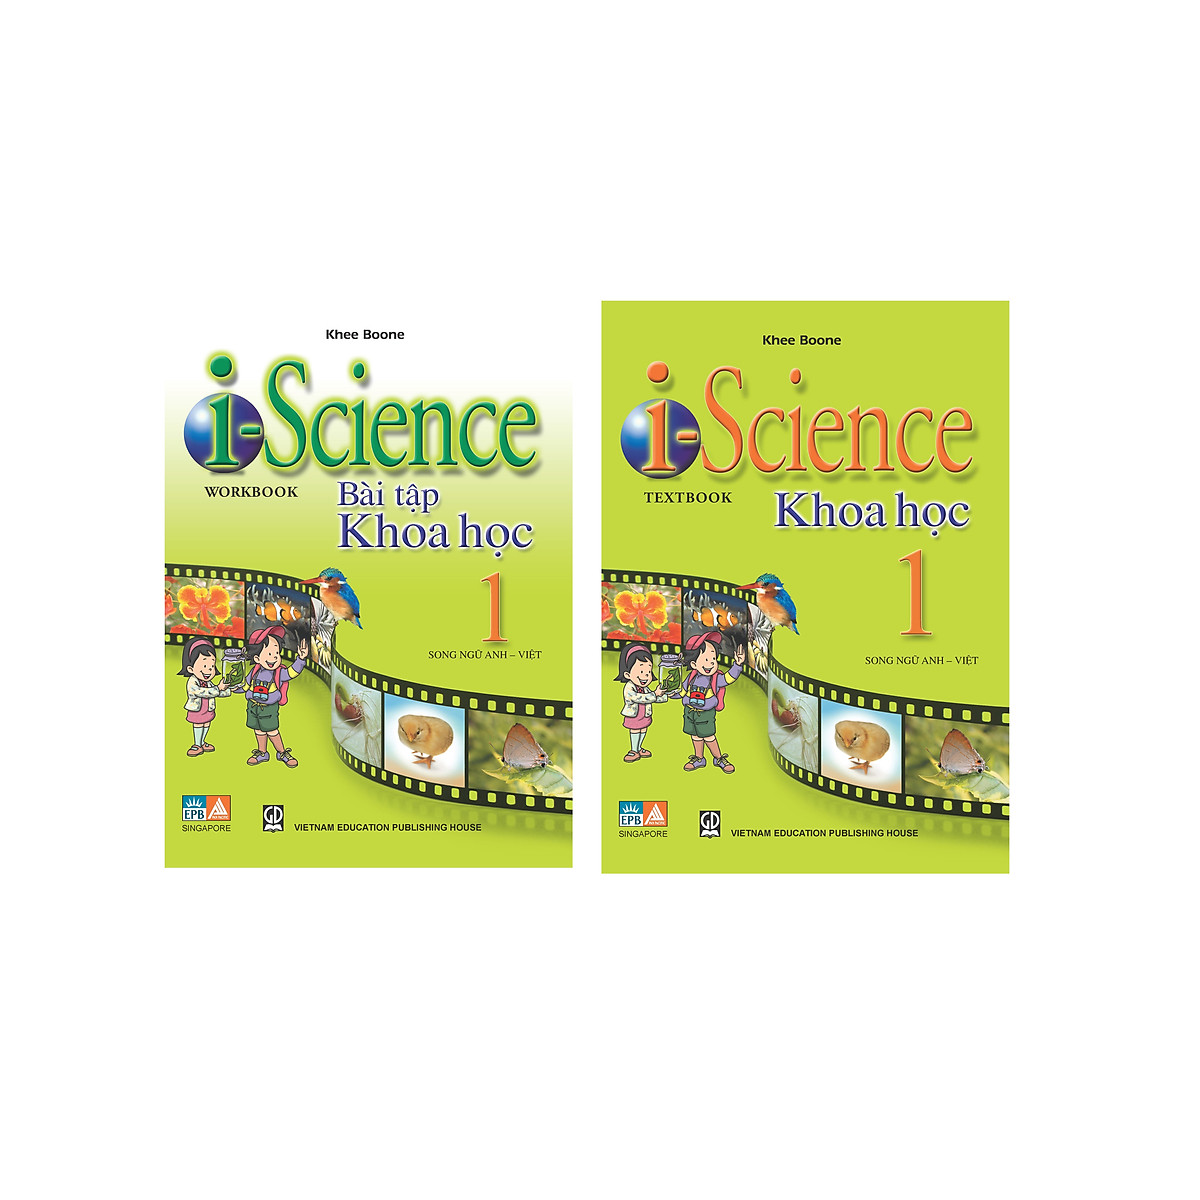 Khee Boone
i-Science
WORKBOOK
Bài tập
Khoa học
1
SONG NGỮ ANH – VIỆT
EPB
SINGAPORE
GD
VIETNAM EDUCATION PUBLISHING HOUSE
Khee Boone
i-Science
TEXTBOOK
Khoa học
1
SONG NGỮ ANH – VIỆT
EPB
SINGAPORE
GD
VIETNAM EDUCATION PUBLISHING HOUSE